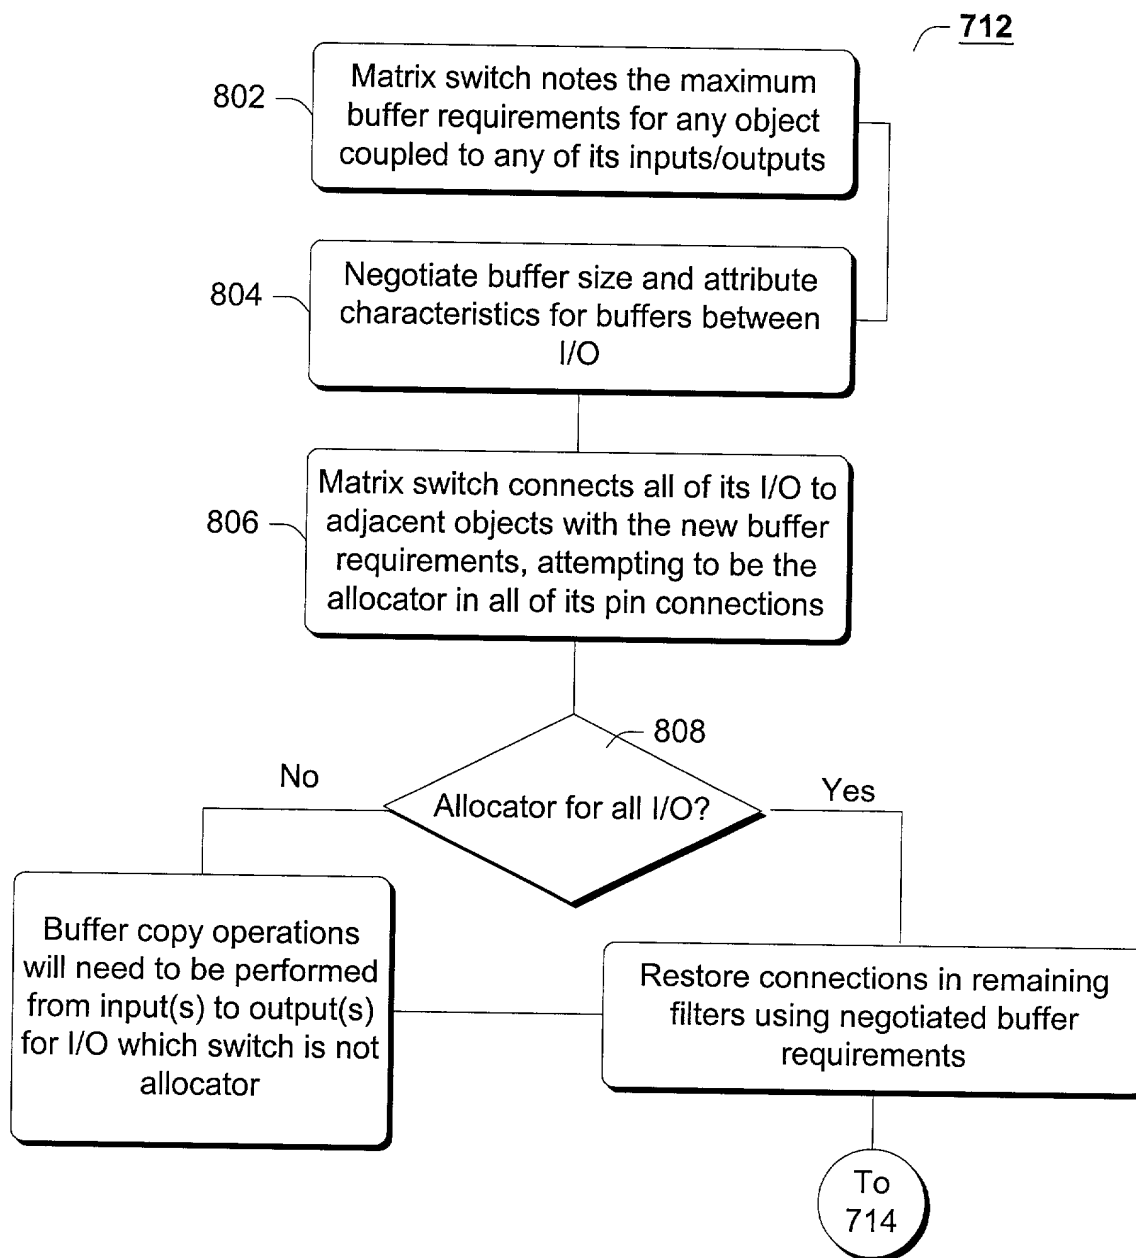 712
802
Matrix switch notes the maximum
buffer requirements for any object
coupled to any of its inputs/outputs
804
Negotiate buffer size and attribute
characteristics for buffers between
I/O
806
Matrix switch connects all of its I/O to
adjacent objects with the new buffer
requirements, attempting to be the
allocator in all of its pin connections
808
No
Allocator for all I/O?
Yes
Buffer copy operations
will need to be performed
from input(s) to output(s)
for I/O which switch is not
allocator
Restore connections in remaining
filters using negotiated buffer
requirements
To
714